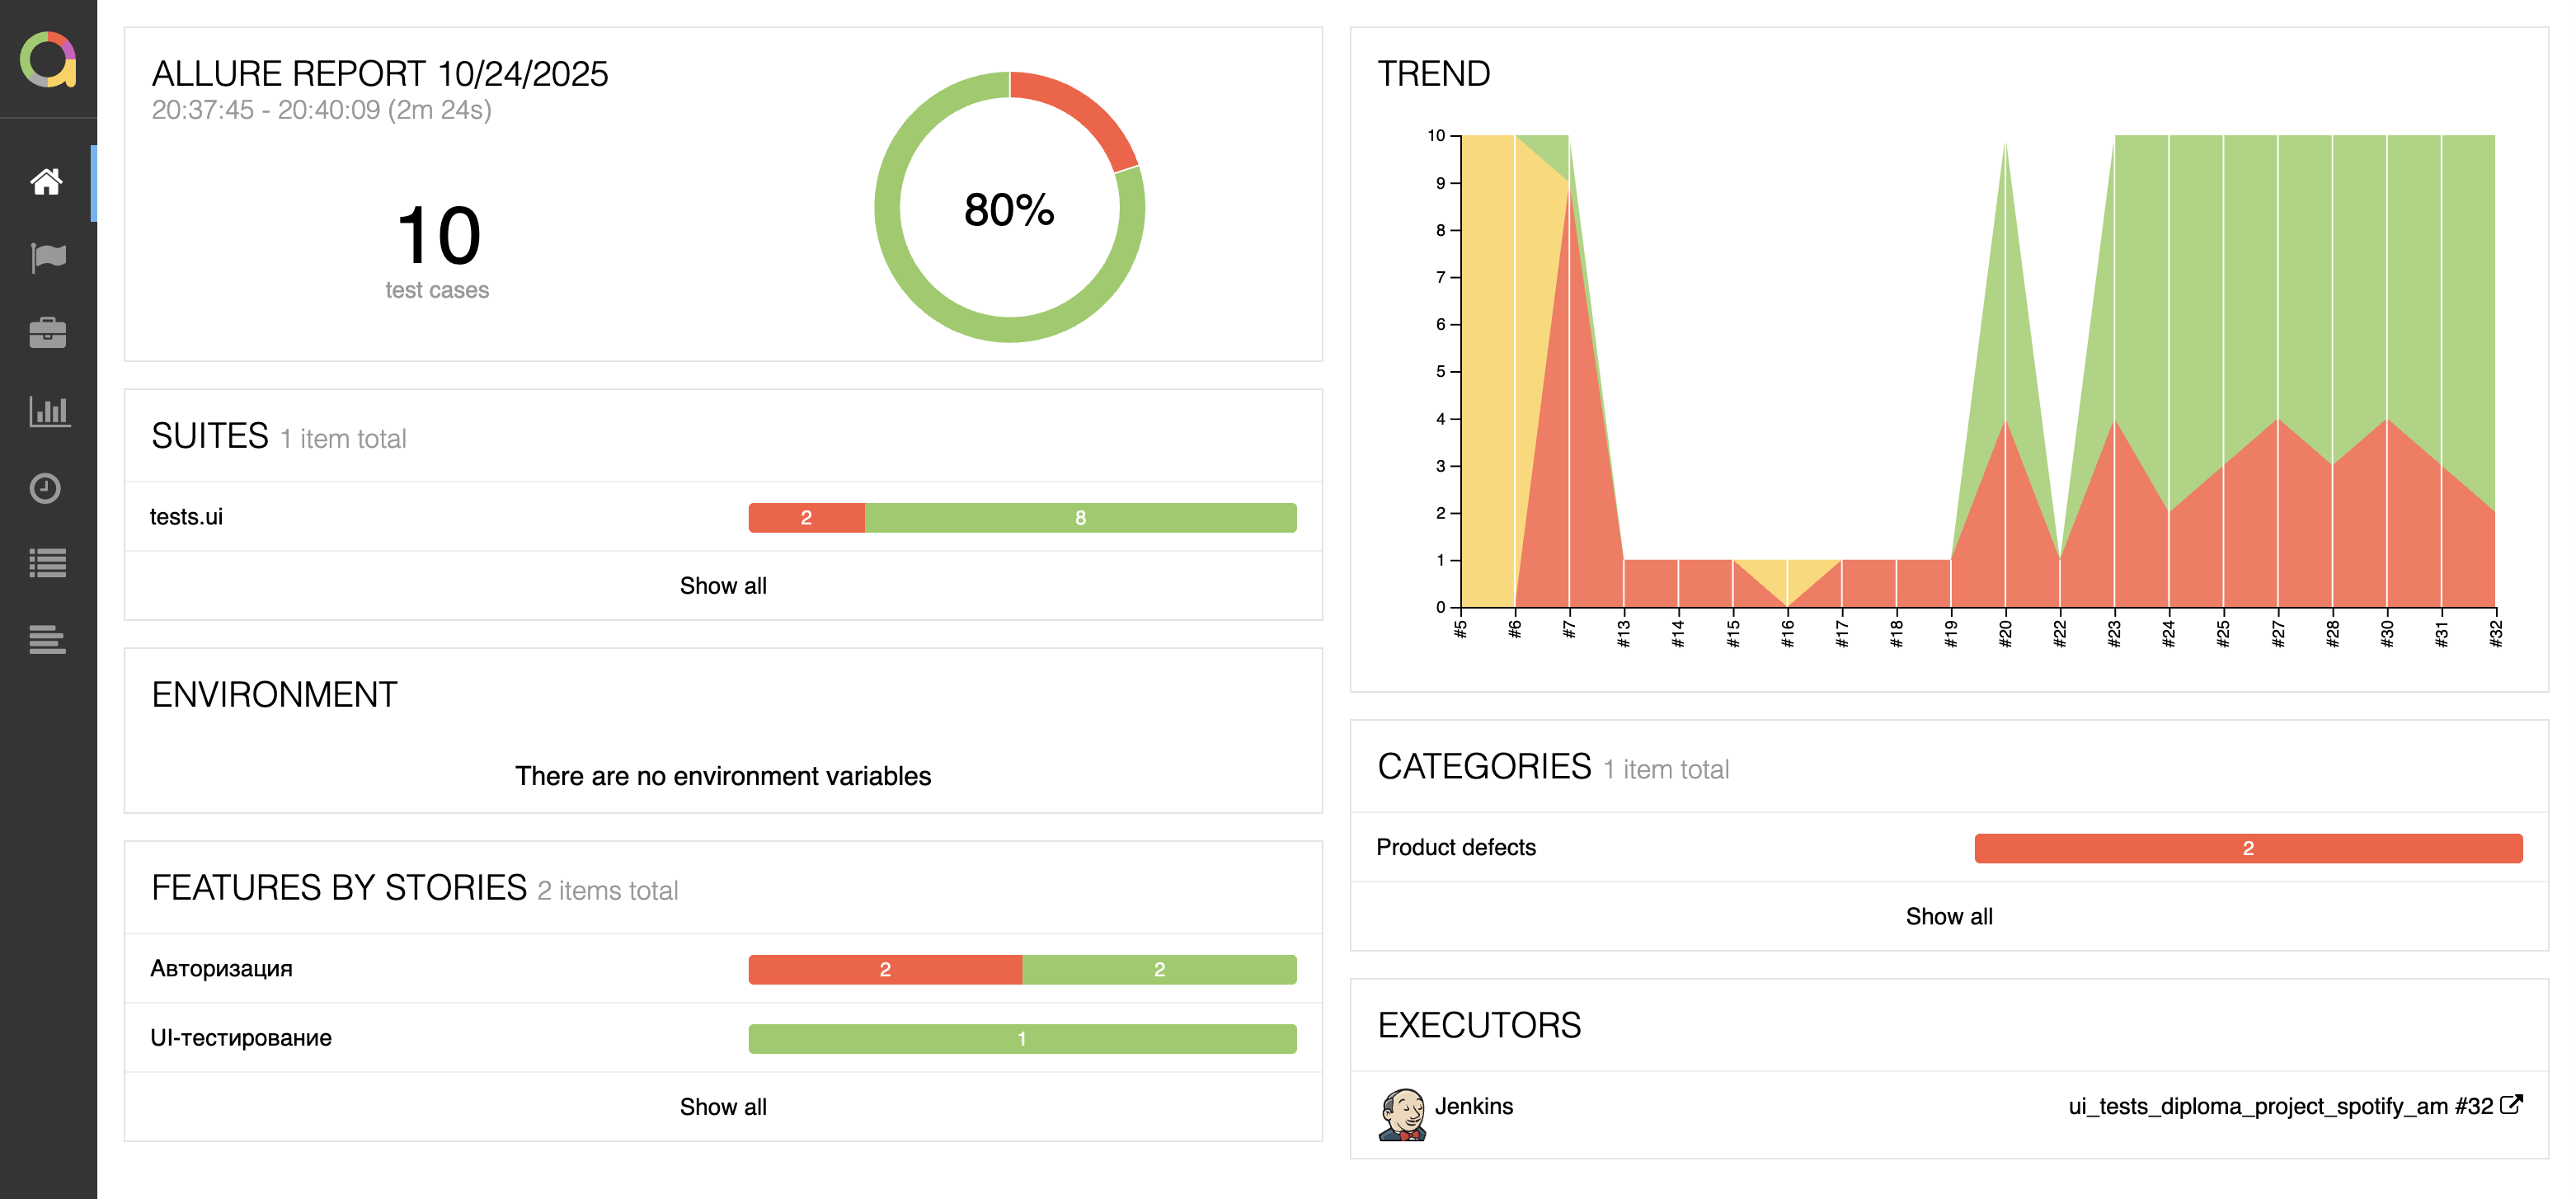 ALLURE REPORT 10/24/2025
20:37:45 - 20:40:09 (2m 24s)
10
test cases
80%
SUITES 1 item total
tests.ui 2 8
Show all
ENVIRONMENT
There are no environment variables
FEATURES BY STORIES 2 items total
Авторизация 2 2
UI-тестирование 1
Show all
TREND
10
9
8
7
6
5
4
3
2
1
0
#5 #6 #7 #13 #14 #15 #16 #17 #18 #19 #20 #22 #23 #24 #25 #27 #28 #30 #31 #32
CATEGORIES 1 item total
Product defects 2
Show all
EXECUTORS
Jenkins ui_tests_diploma_project_spotify_am #32